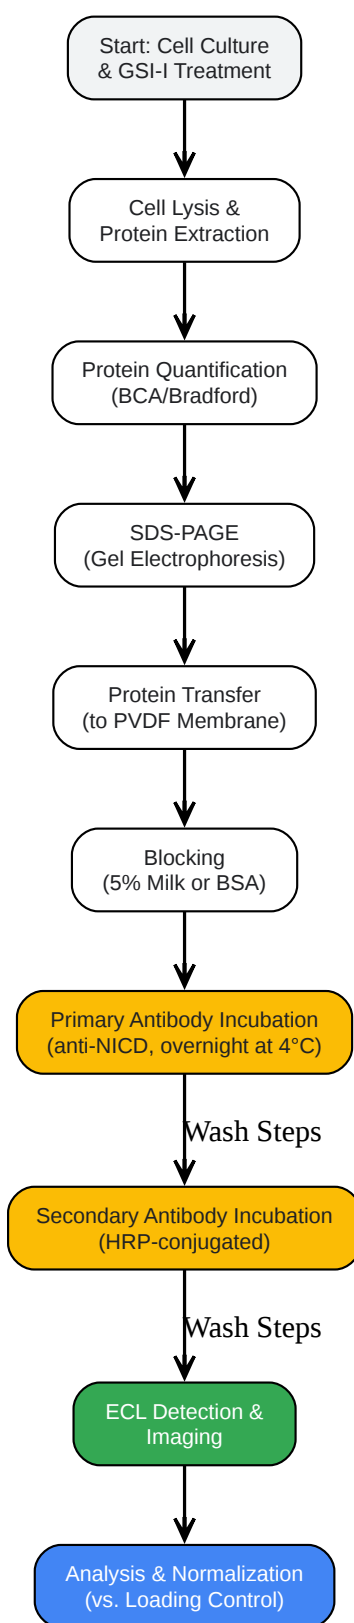 Start: Cell Culture
& GSI-I Treatment
Cell Lysis &
Protein Extraction
Protein Quantification
(BCA/Bradford)
SDS-PAGE
(Gel Electrophoresis)
Protein Transfer
(to PVDF Membrane)
Blocking
(5% Milk or BSA)
Primary Antibody Incubation
(anti-NICD, overnight at 4°C)
Wash Steps
Secondary Antibody Incubation
(HRP-conjugated)
Wash Steps
ECL Detection &
Imaging
Analysis & Normalization
(vs. Loading Control)